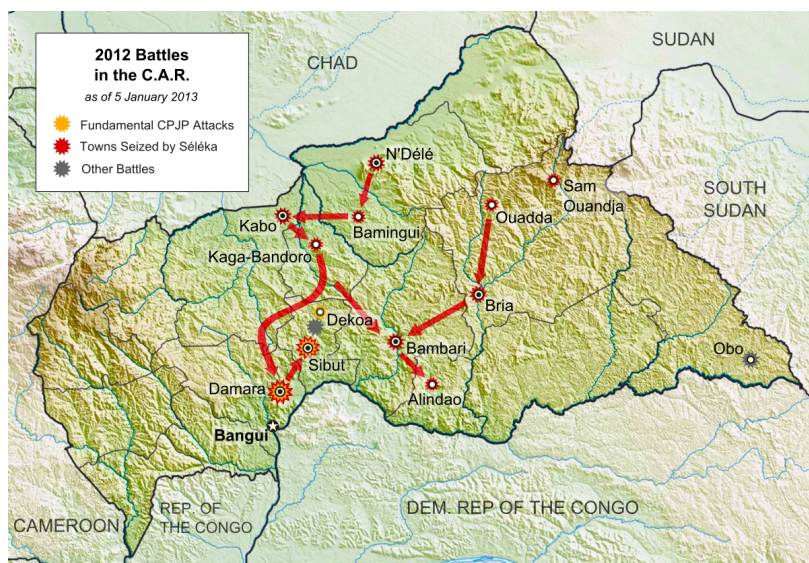 2012 Battles
in the C.A.R.
as of 5 January 2013
Fundamental CPJP Attacks
Towns Seized by Séléka
Other Battles
CHAD
SUDAN
SOUTH
SUDAN
N'Délé
Sam
Ouandja
Ouadda
Kabo
Bamingui
Kaga-Bandoro
Bria
Dekoa
Bambari
Sibut
Obo
Damara
Alindao
Bangui
REP. OF
THE CONGO
DEM. REP OF THE CONGO
CAMEROON